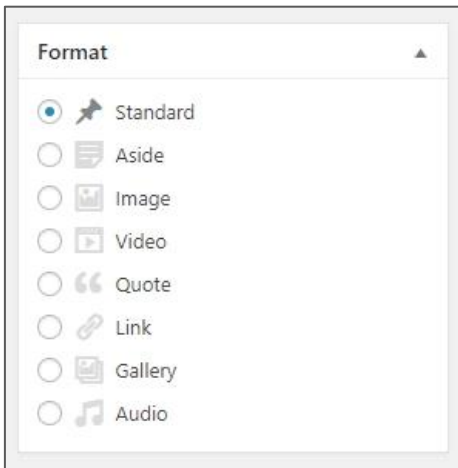 Format
Standard
Aside
Image
Video
Quote
Link
Gallery
Audio